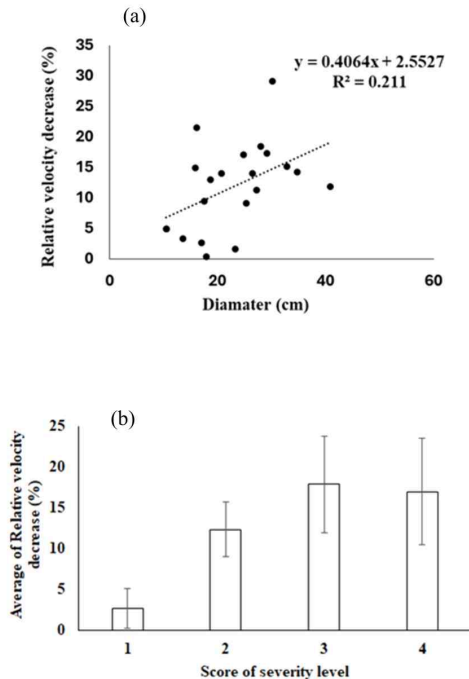 (a)
35
30
25
20
15
10
5
0
Relative velocity decrease (%)
y = 0.4064x + 2.5527
R² = 0.211
0 20 40 60
Diamater (cm)
(b)
25
20
15
10
5
0
Average of Relative velocity
decrease (%)
1 2 3 4
Score of severity level